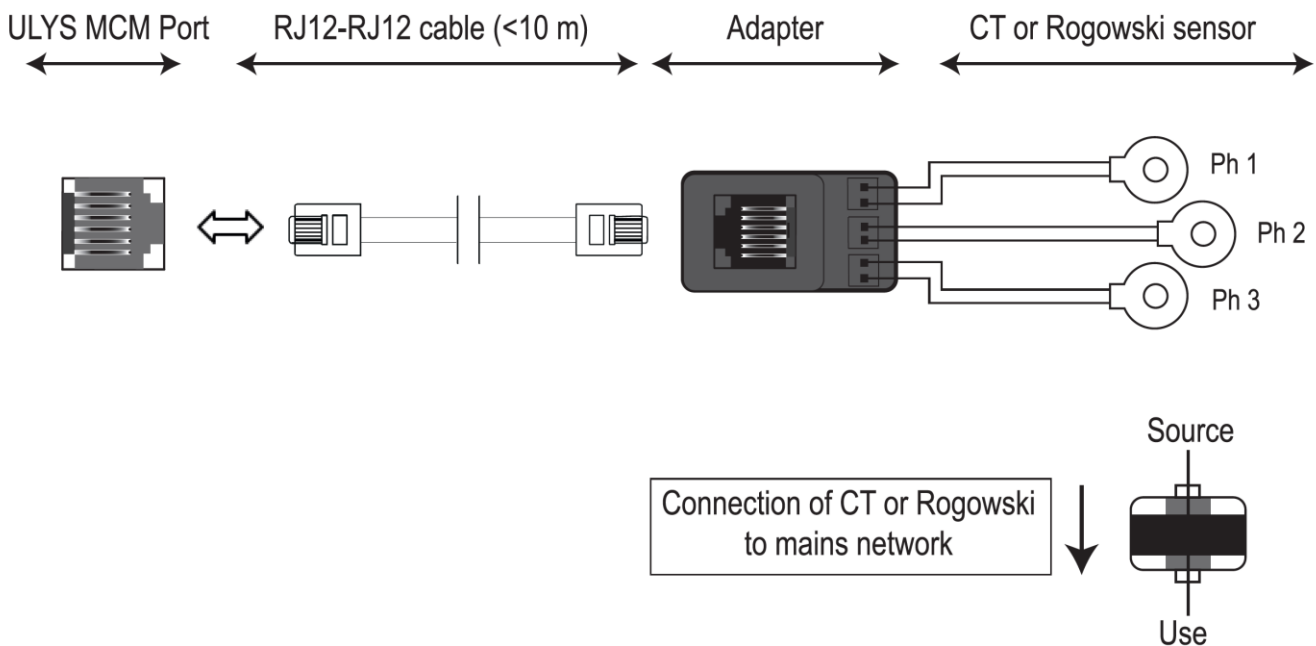 ULYS MCM Port
RJ12-RJ12 cable (<10 m)
Adapter
CT or Rogowski sensor
Ph 1
Ph 2
Ph 3
Source
Connection of CT or Rogowski
to mains network
Use